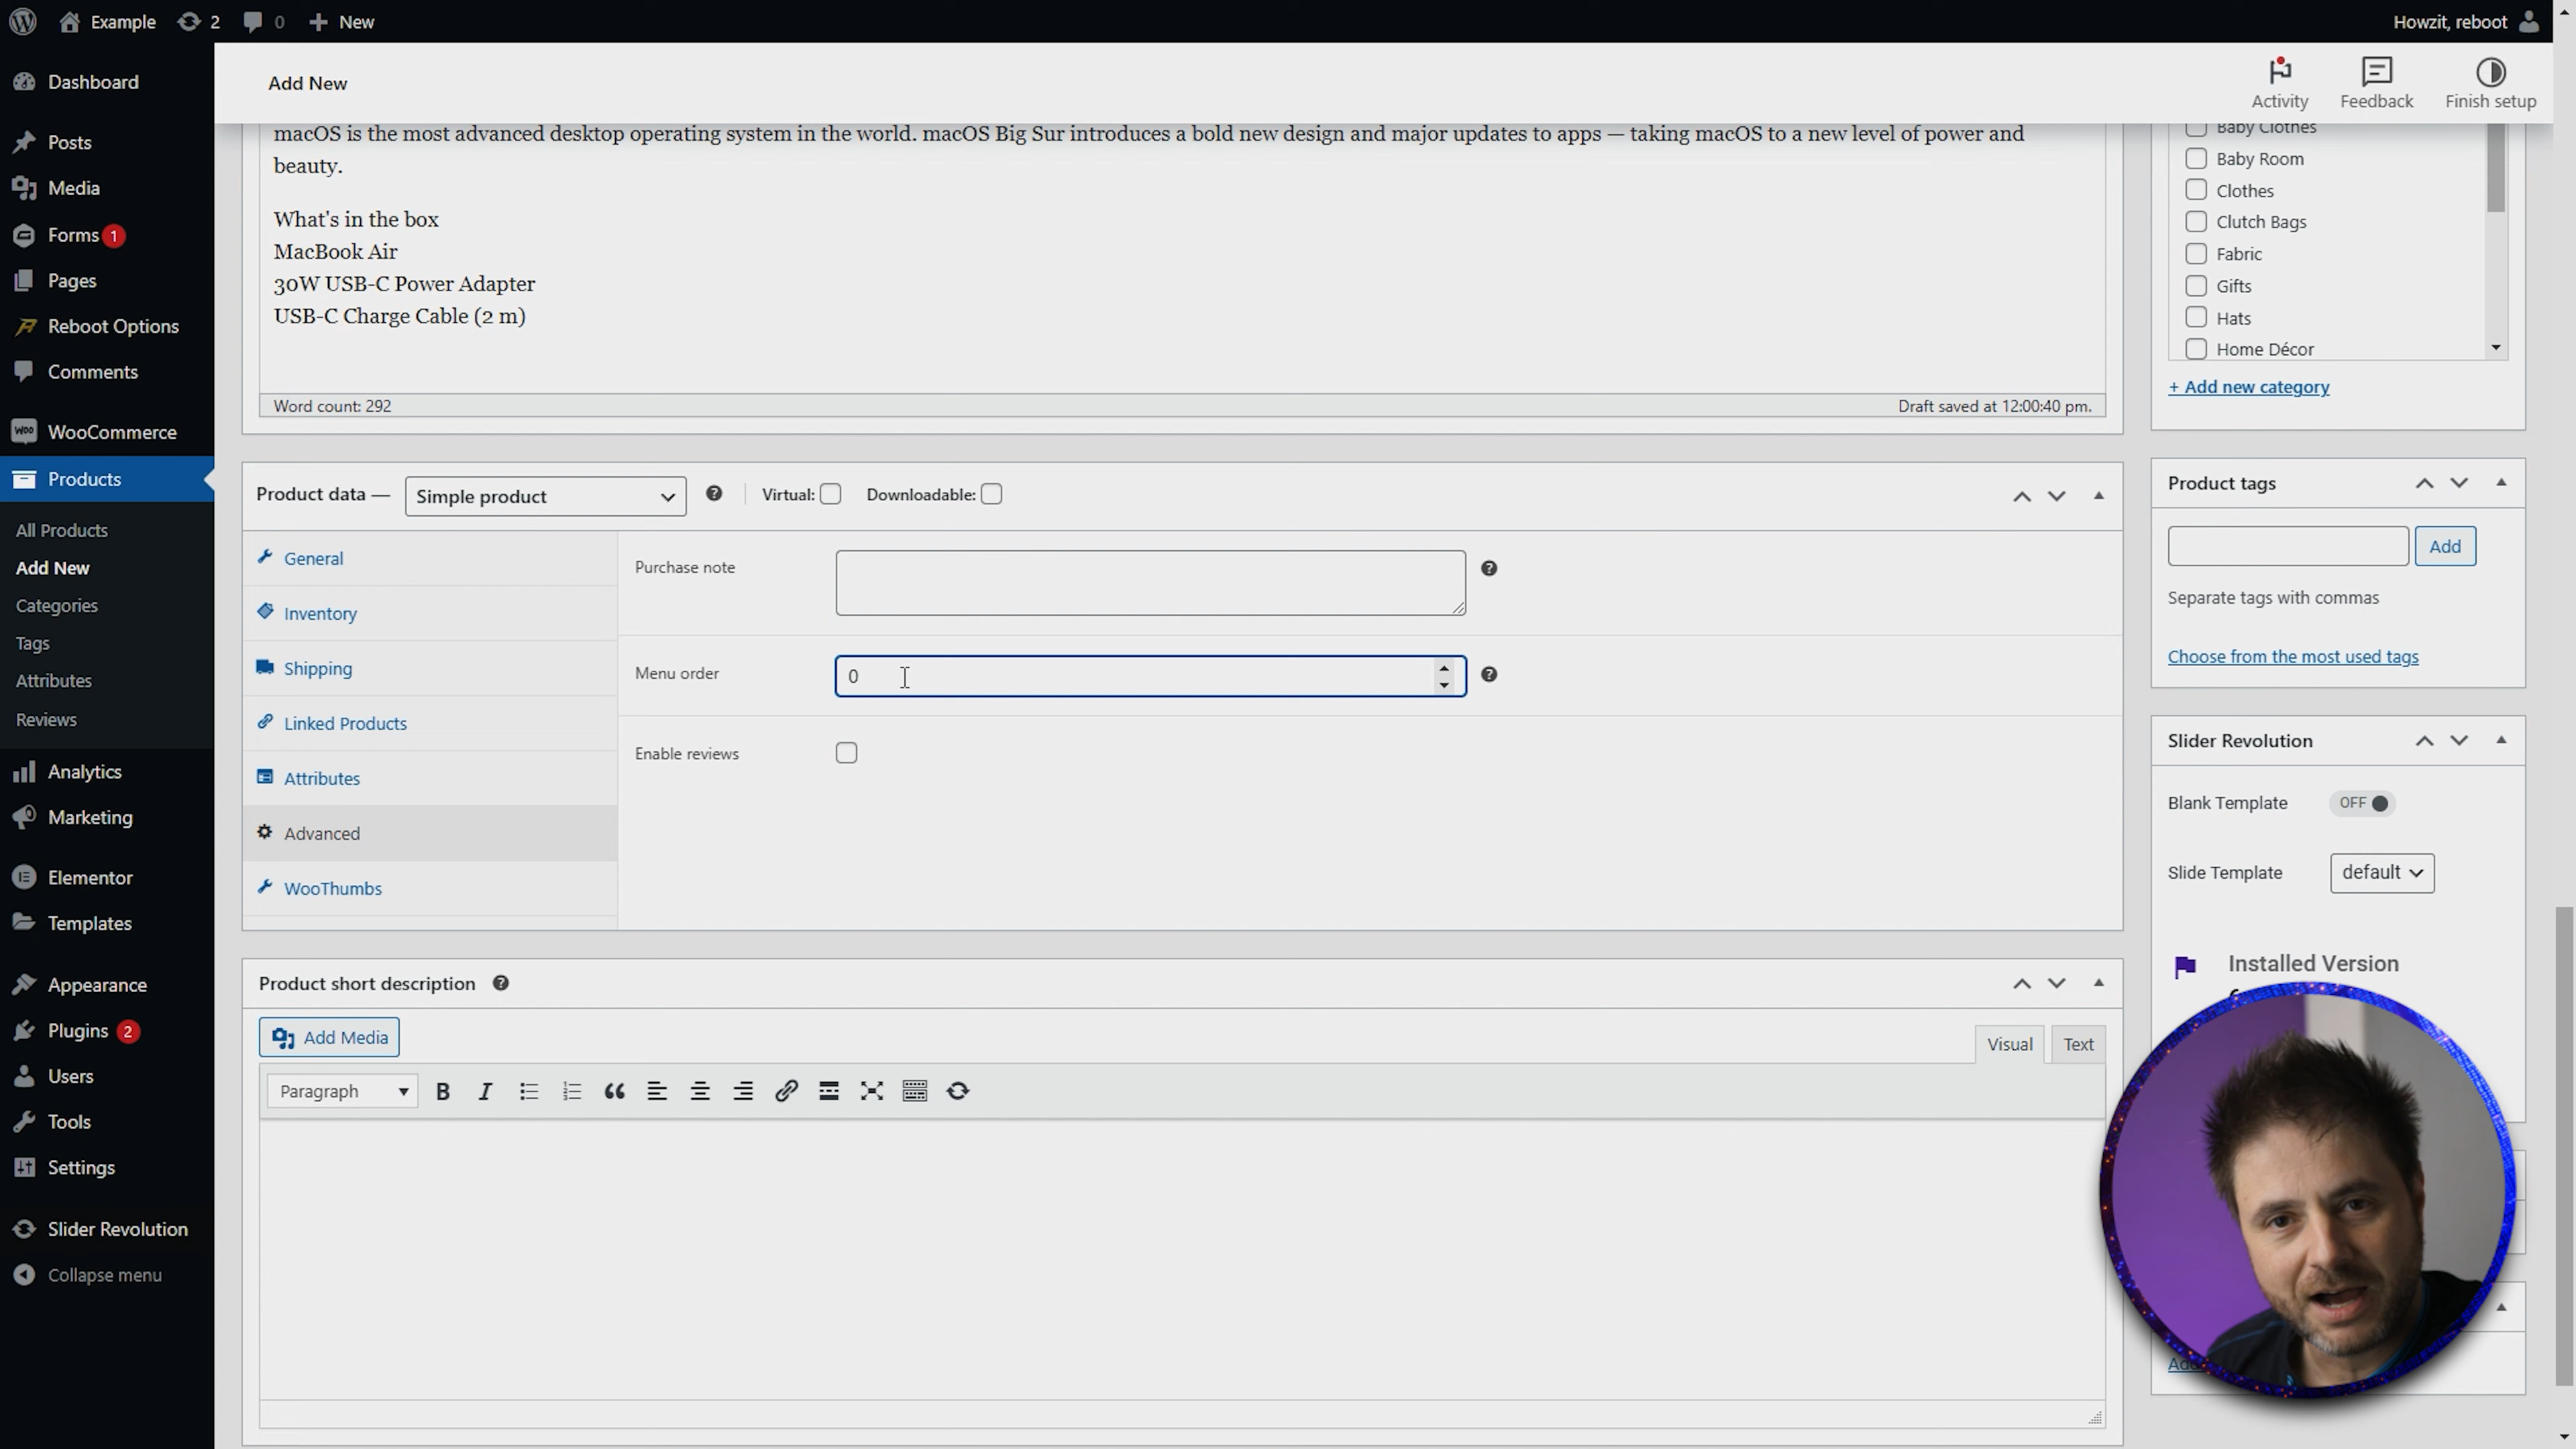 Example 2 0 New
Howzit, reboot
Dashboard
Posts
Media
Forms 1
Pages
Reboot Options
Comments
WooCommerce
Products
All Products
Add New
Categories
Tags
Attributes
Reviews
Analytics
Marketing
Elementor
Templates
Appearance
Plugins 2
Users
Tools
Settings
Slider Revolution
Collapse menu
Add New
Activity
Feedback
Finish setup
macOS is the most advanced desktop operating system in the world. macOS Big Sur introduces a bold new design and major updates to apps — taking macOS to a new level of power and
beauty.
What's in the box
MacBook Air
30W USB-C Power Adapter
USB-C Charge Cable (2 m)
Word count: 292
Draft saved at 12:00:40 pm.
Product data — Simple product Virtual: Downloadable:
General
Inventory
Shipping
Linked Products
Attributes
Advanced
WooThumbs
Purchase note
Menu order 0
Enable reviews
Product short description
Add Media
Visual Text
Paragraph
Baby Clothes
Baby Room
Clothes
Clutch Bags
Fabric
Gifts
Hats
Home Décor
+ Add new category
Product tags
Add
Separate tags with commas
Choose from the most used tags
Slider Revolution
Blank Template OFF
Slide Template default
Installed Version